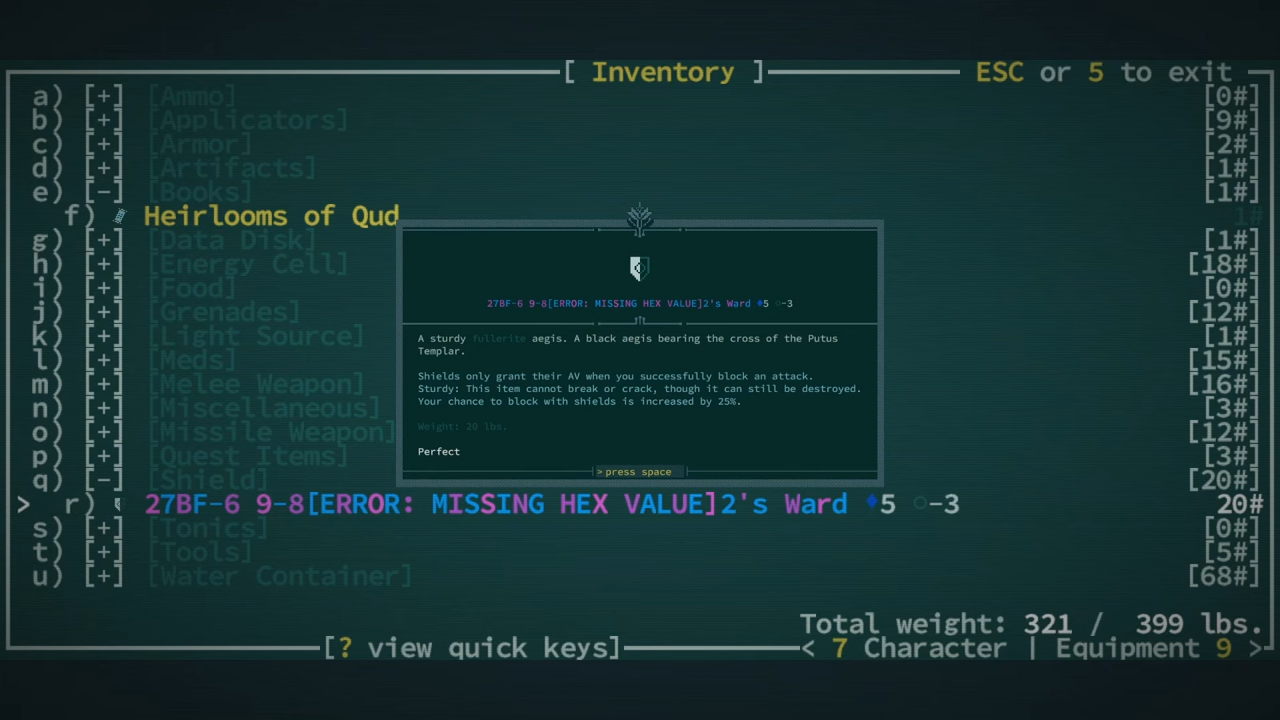 [ Inventory ] ESC or 5 to exit
a) [+] [Ammo] [0#]
b) [+] [Applicators] [9#]
c) [+] [Armor] [2#]
d) [+] [Artifacts] [1#]
e) [-] [Books] [1#]
f) Heirlooms of Qud 1#
g) [+] [Data Disk] [1#]
h) [+] [Energy Cell] [18#]
i) [+] [Food] [0#]
j) [+] [Grenades] [12#]
k) [+] [Light Source] [1#]
l) [+] [Meds] [15#]
m) [+] [Melee Weapon] [16#]
n) [+] [Miscellaneous] [3#]
o) [+] [Missile Weapon] [12#]
p) [+] [Quest Items] [3#]
q) [-] [Shield] [20#]
> r) 27BF-6 9-8[ERROR: MISSING HEX VALUE]2's Ward ♦5 ○-3 20#
s) [+] [Tonics] [0#]
t) [+] [Tools] [5#]
u) [+] [Water Container] [68#]
Total weight: 321 / 399 lbs.
[? view quick keys] < 7 Character | Equipment 9 >
27BF-6 9-8[ERROR: MISSING HEX VALUE]2's Ward ♦5 ○-3
A sturdy fullerite aegis. A black aegis bearing the cross of the Putus
Templar.
Shields only grant their AV when you successfully block an attack.
Sturdy: This item cannot break or crack, though it can still be destroyed.
Your chance to block with shields is increased by 25%.
Weight: 20 lbs.
Perfect
>press space